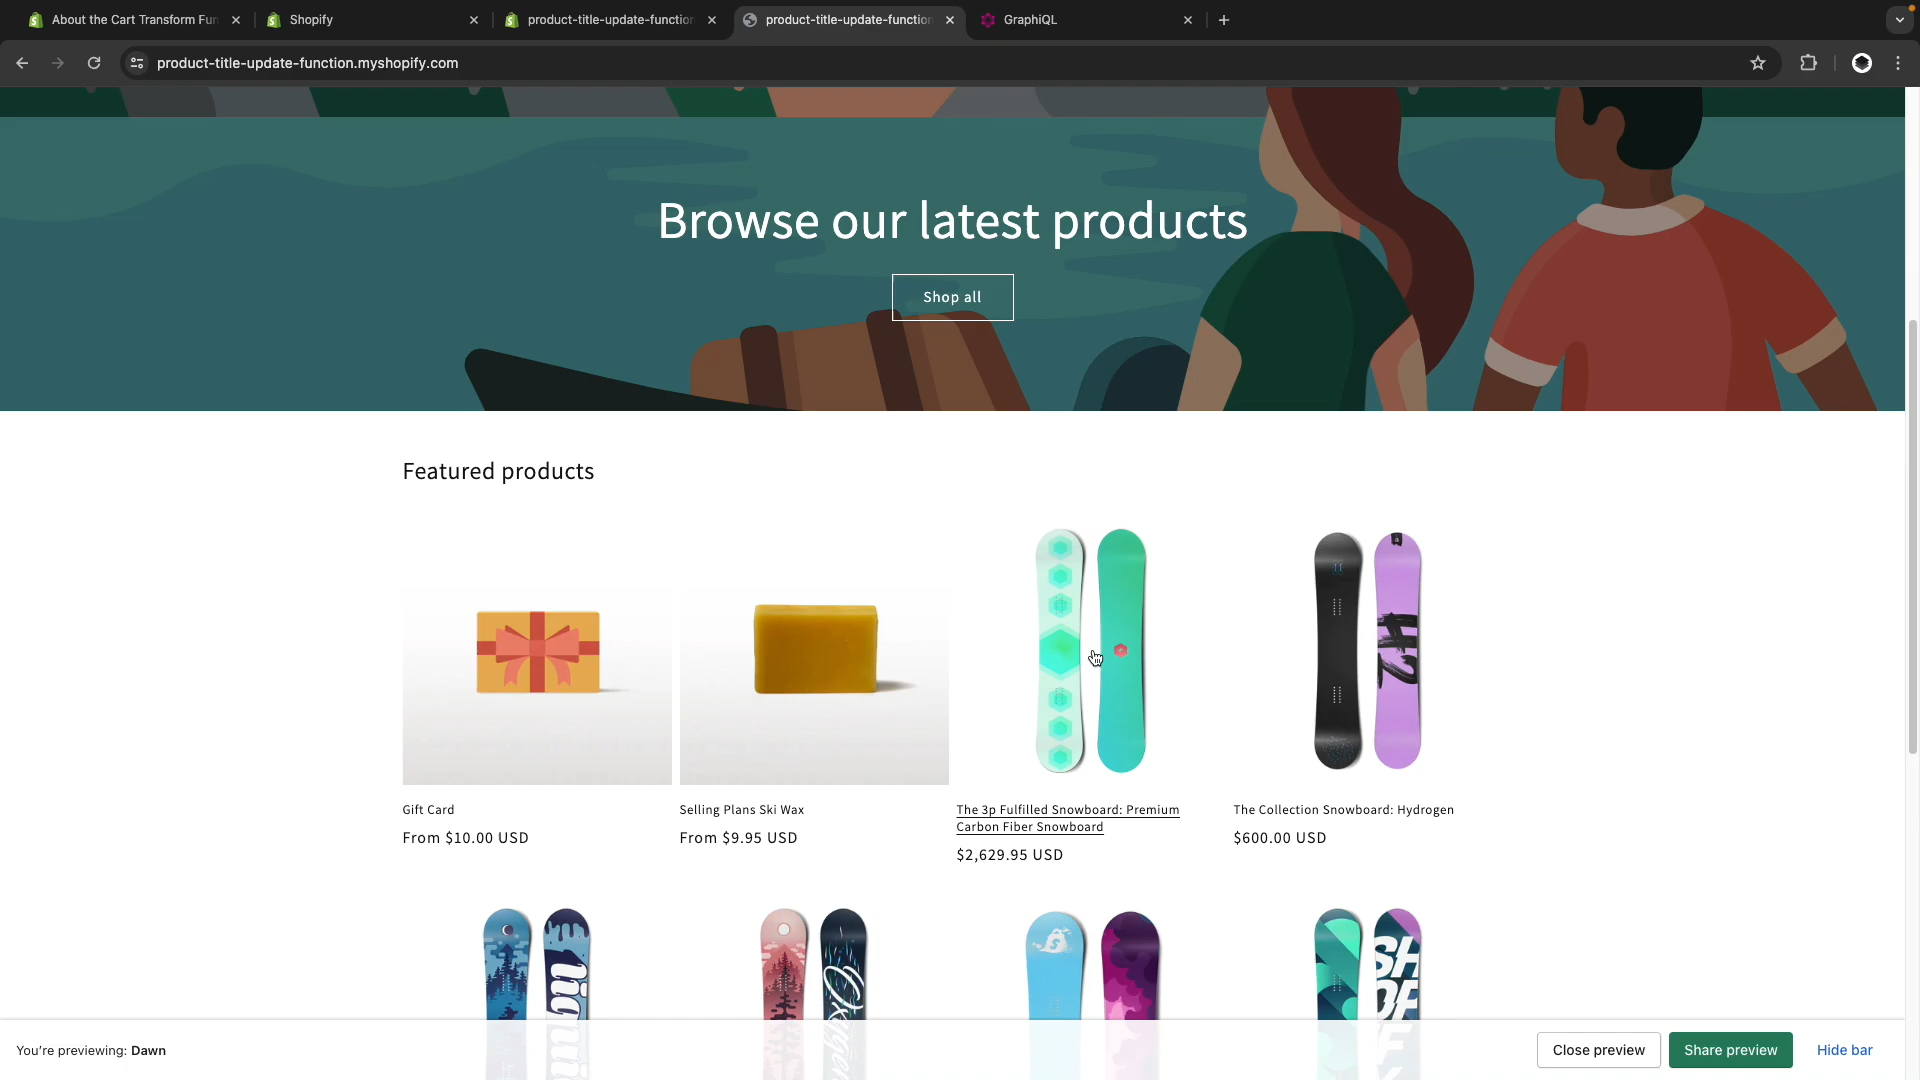 About the Cart Transform Fun
Shopify
product-title-update-function
product-title-update-function
GraphiQL
product-title-update-function.myshopify.com
Browse our latest products
Shop all
Featured products
Gift Card
From $10.00 USD
Selling Plans Ski Wax
From $9.95 USD
The 3p Fulfilled Snowboard: Premium
Carbon Fiber Snowboard
$2,629.95 USD
The Collection Snowboard: Hydrogen
$600.00 USD
You're previewing: Dawn
Close preview
Share preview
Hide bar